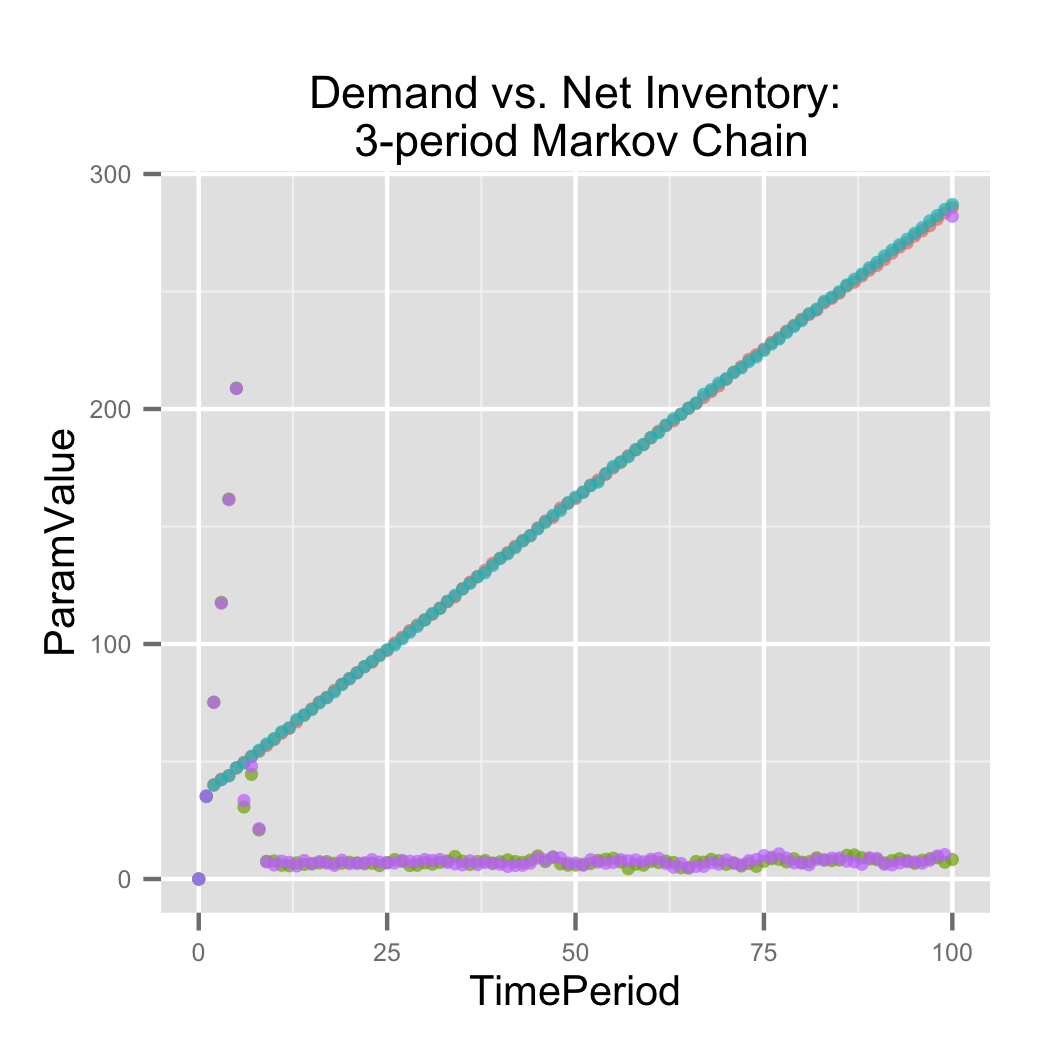 Demand vs. Net Inventory:
3-period Markov Chain
300
200
100
0
ParamValue
0 25 50 75 100
TimePeriod